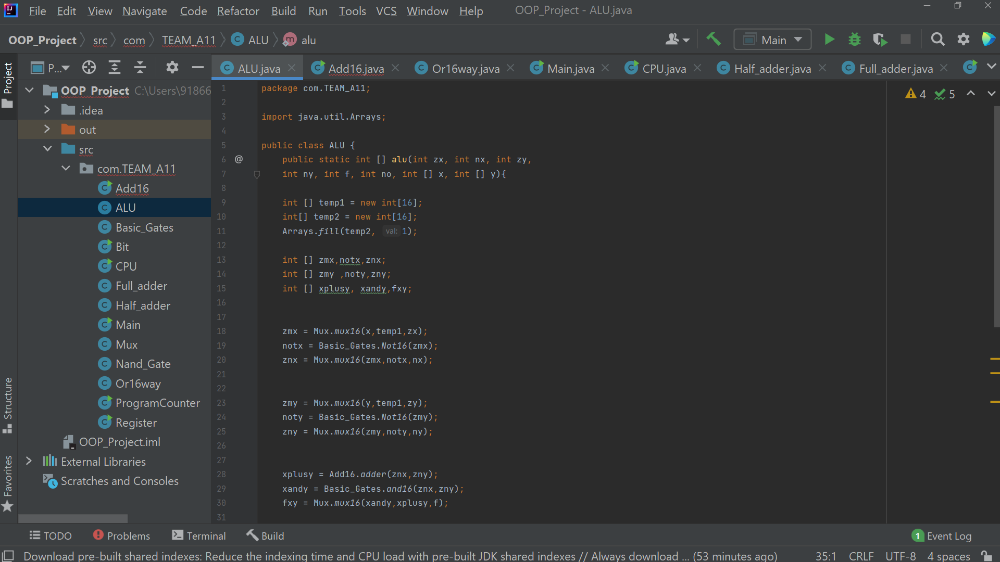 File Edit View Navigate Code Refactor Build Run Tools VCS Window Help OOP_Project - ALU.java
OOP_Project src com TEAM_A11 C ALU m alu Main
Project
P... C ALU.java C Add16.java C Or16way.java C Main.java C CPU.java C Half_adder.java C Full_adder.java C
OOP_Project C:\Users\91866
.idea
out
src
com.TEAM_A11
C Add16
C ALU
C Basic_Gates
C Bit
C CPU
C Full_adder
C Half_adder
C Main
C Mux
C Nand_Gate
C Or16way
C ProgramCounter
C Register
OOP_Project.iml
External Libraries
Scratches and Consoles
Structure
Favorites
4 5
1 package com.TEAM_A11;
2
3 import java.util.Arrays;
4
5 public class ALU {
6 @ public static int [] alu(int zx, int nx, int zy,
7 int ny, int f, int no, int [] x, int [] y){
8
9 int [] temp1 = new int[16];
10 int[] temp2 = new int[16];
11 Arrays.fill(temp2, val: 1);
12
13 int [] zmx,notx,znx;
14 int [] zmy ,noty,zny;
15 int [] xplusy, xandy,fxy;
16
17
18 zmx = Mux.mux16(x,temp1,zx);
19 notx = Basic_Gates.Not16(zmx);
20 znx = Mux.mux16(zmx,notx,nx);
21
22
23 zmy = Mux.mux16(y,temp1,zy);
24 noty = Basic_Gates.Not16(zmy);
25 zny = Mux.mux16(zmy,noty,ny);
26
27
28 xplusy = Add16.adder(znx,zny);
29 xandy = Basic_Gates.and16(znx,zny);
30 fxy = Mux.mux16(xandy,xplusy,f);
31
TODO Problems Terminal Build 1 Event Log
Download pre-built shared indexes: Reduce the indexing time and CPU load with pre-built JDK shared indexes // Always download ... (53 minutes ago) 35:1 CRLF UTF-8 4 spaces